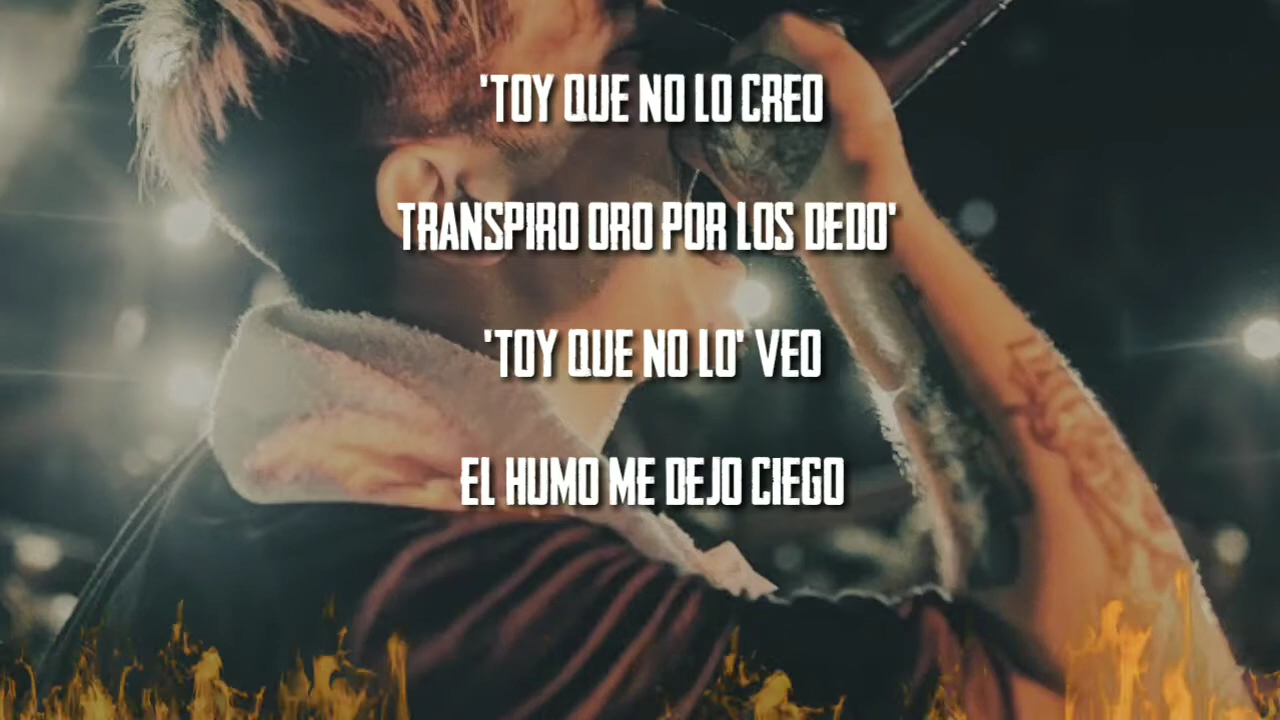 'TOY QUE NO LO CREO
TRANSPIRO ORO POR LOS DEDO'
'TOY QUE NO LO' VEO
EL HUMO ME DEJO CIEGO